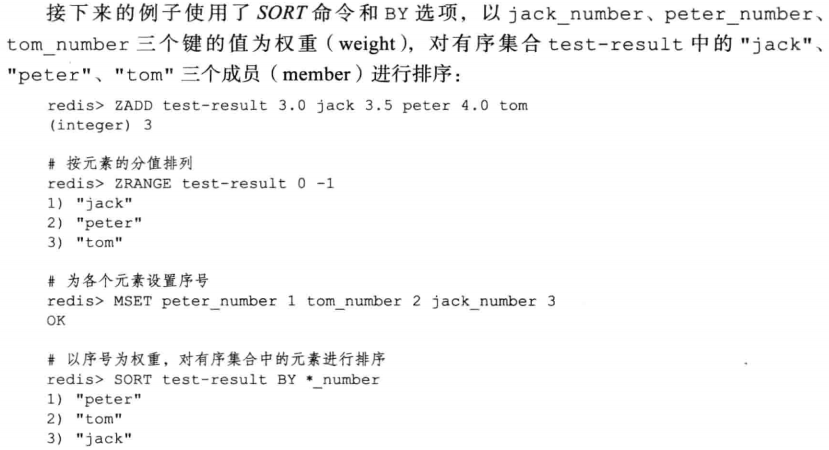 接下来的例子使用了 SORT 命令和 BY 选项，以 jack_number、peter_number、
tom_number 三个键的值为权重（weight），对有序集合 test-result 中的 "jack"、
"peter"、"tom" 三个成员（member）进行排序：
redis> ZADD test-result 3.0 jack 3.5 peter 4.0 tom
(integer) 3
# 按元素的分值排列
redis> ZRANGE test-result 0 -1
1) "jack"
2) "peter"
3) "tom"
# 为各个元素设置序号
redis> MSET peter_number 1 tom_number 2 jack_number 3
OK
# 以序号为权重，对有序集合中的元素进行排序
redis> SORT test-result BY *_number
1) "peter"
2) "tom"
3) "jack"